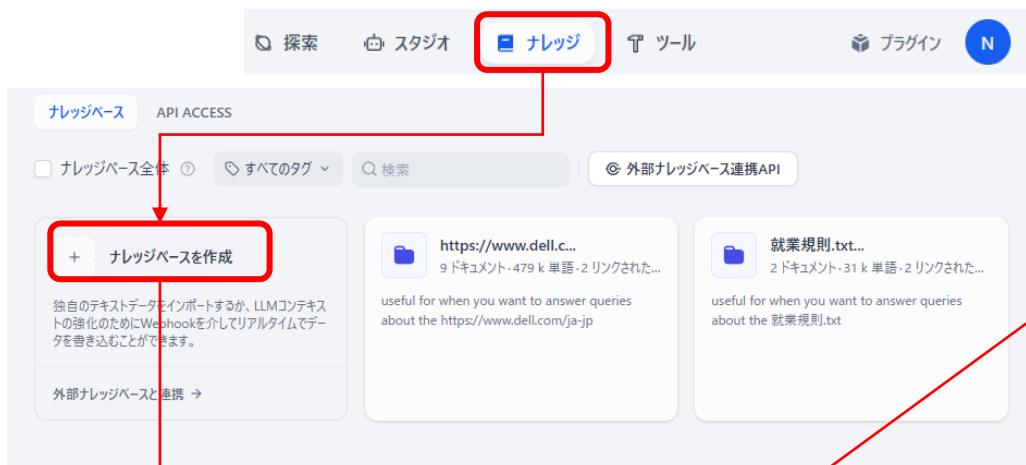 探索 スタジオ ナレッジ ツール プラグイン N
ナレッジベース API ACCESS
ナレッジベース全体 すべてのタグ 検索 外部ナレッジベース連携API
+ ナレッジベースを作成
独自のテキストデータをインポートするか、LLMコンテキス
トの強化のためにWebhookを介してリアルタイムでデー
タを書き込むことができます。
外部ナレッジベースと連携 →
https://www.dell.c...
9 ドキュメント·479 k 単語·2 リンクされた...
useful for when you want to answer queries
about the https://www.dell.com/ja-jp
就業規則.txt...
2 ドキュメント·31 k 単語·2 リンクされた...
useful for when you want to answer queries
about the 就業規則.txt